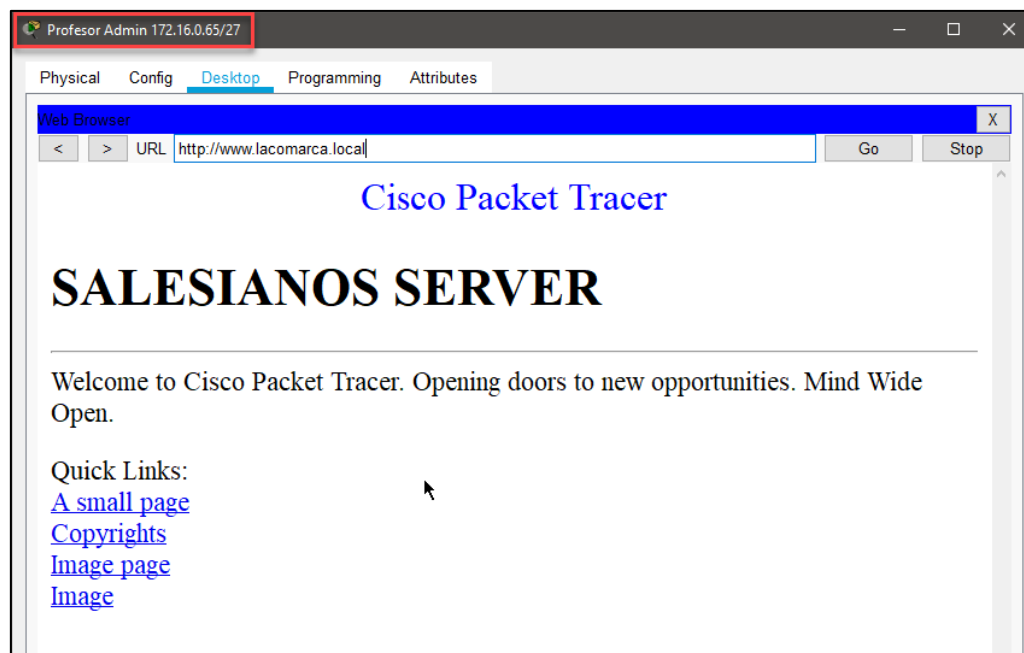 Profesor Admin 172.16.0.65/27
Physical Config Desktop Programming Attributes
Web Browser X
< > URL http://www.lacomarca.local Go Stop
Cisco Packet Tracer
SALESIANOS SERVER
Welcome to Cisco Packet Tracer. Opening doors to new opportunities. Mind Wide
Open.
Quick Links:
A small page
Copyrights
Image page
Image